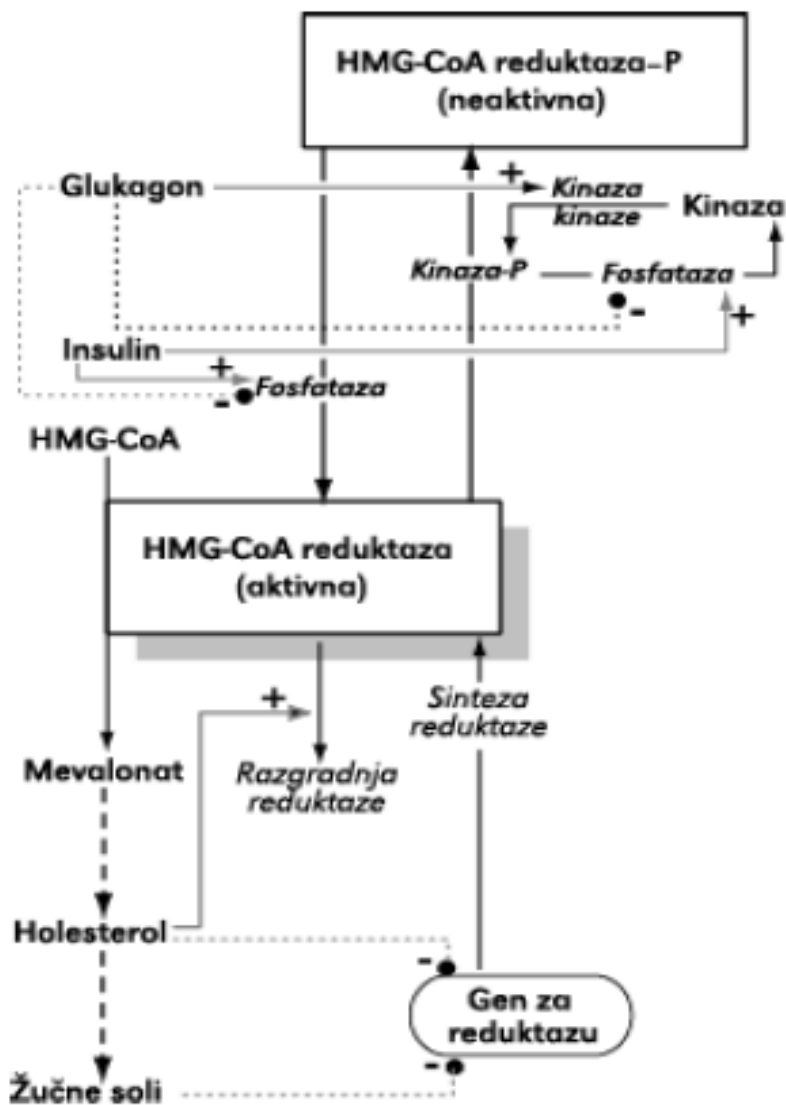 HMG-CoA reduktaza–P
(neaktivna)
Glukagon
+
Kinaza
kinaze
Kinaza
Kinaza-P
Fosfataza
-
+
Insulin
+
Fosfataza
-
HMG-CoA
HMG-CoA reduktaza
(aktivna)
+
Sinteza
reduktaze
Mevalonat
Razgradnja
reduktaze
Holesterol
-
Gen za
reduktazu
-
Žučne soli